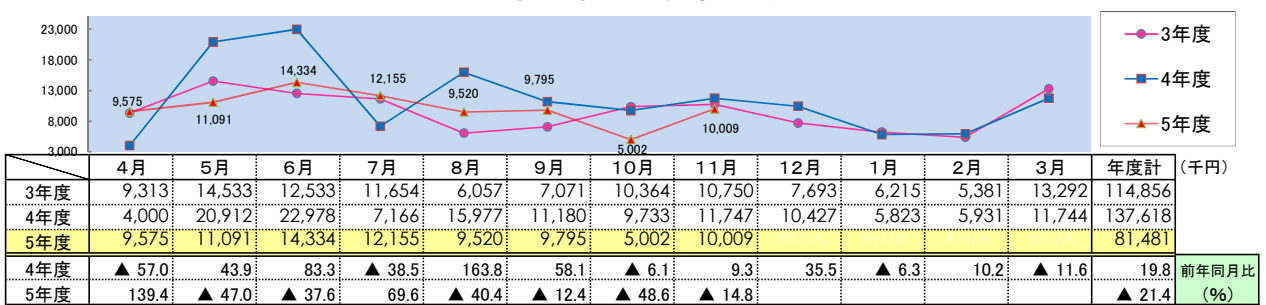 23,000
18,000
13,000
8,000
3,000
9,575
11,091
14,334
12,155
9,520
9,795
5,002
10,009
3年度
4年度
5年度
4月 5月 6月 7月 8月 9月 10月 11月 12月 1月 2月 3月 年度計 (千円)
3年度 9,313 14,533 12,533 11,654 6,057 7,071 10,364 10,750 7,693 6,215 5,381 13,292 114,856
4年度 4,000 20,912 22,978 7,166 15,977 11,180 9,733 11,747 10,427 5,823 5,931 11,744 137,618
5年度 9,575 11,091 14,334 12,155 9,520 9,795 5,002 10,009 81,481
4年度 ▲ 57.0 43.9 83.3 ▲ 38.5 163.8 58.1 ▲ 6.1 9.3 35.5 ▲ 6.3 10.2 ▲ 11.6 19.8 前年同月比
5年度 139.4 ▲ 47.0 ▲ 37.6 69.6 ▲ 40.4 ▲ 12.4 ▲ 48.6 ▲ 14.8 ▲ 21.4 (%)